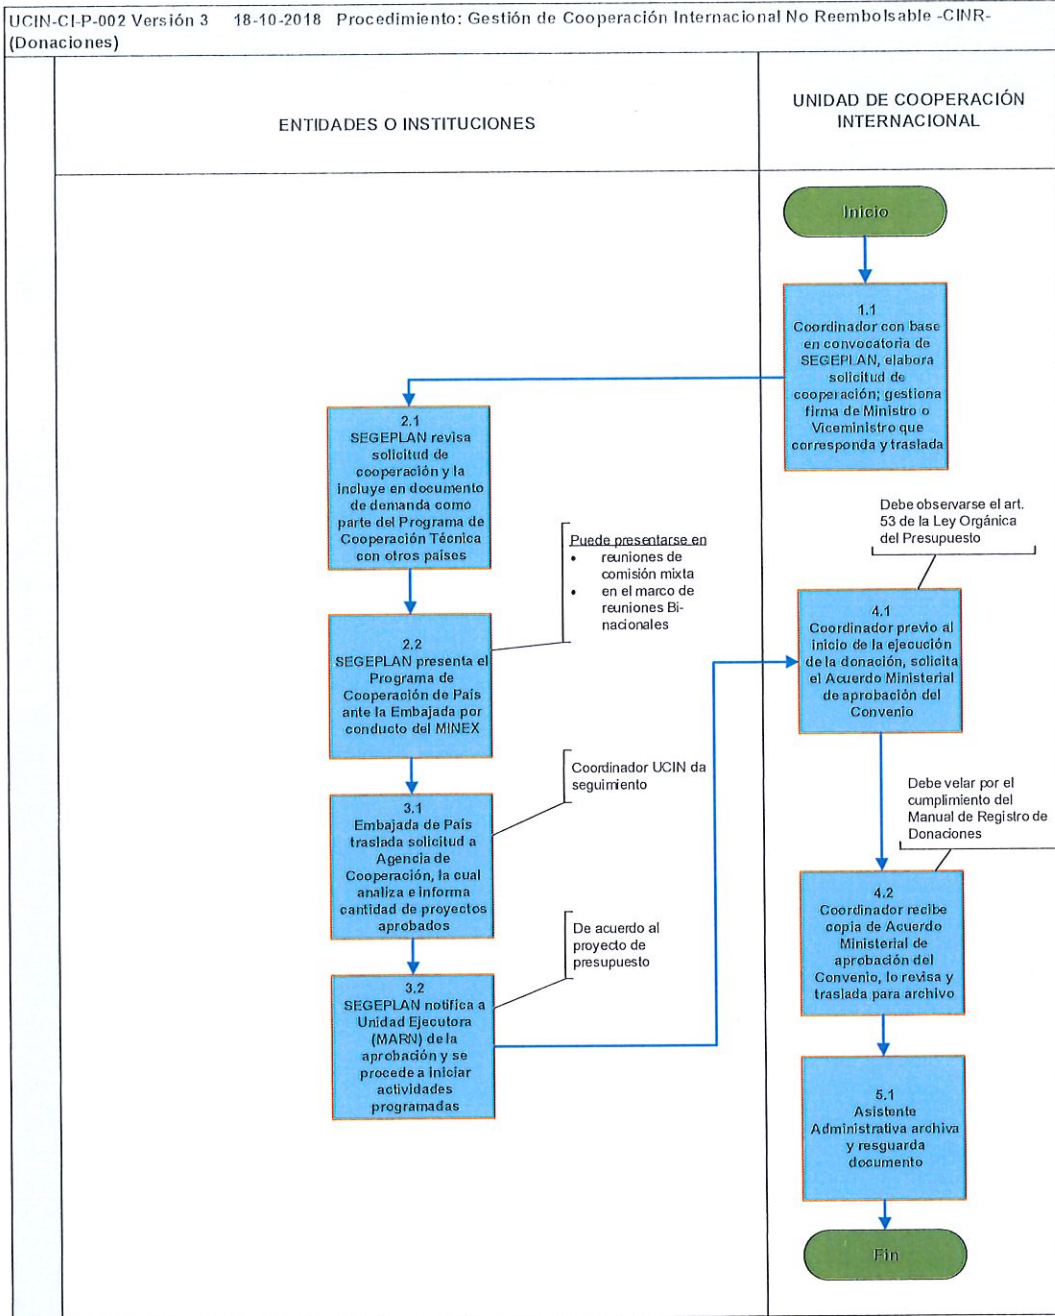 UCIN-CI-P-002 Versión 3 18-10-2018 Procedimiento: Gestión de Cooperación Internacional No Reembolsable -CINR-
(Donaciones)
ENTIDADES O INSTITUCIONES
UNIDAD DE COOPERACIÓN
INTERNACIONAL
Inicio
1.1
Coordinador con base
en convocatoria de
SEGEPLAN, elabora
solicitud de
cooperación; gestiona
firma de Ministro o
Viceministro que
corresponda y traslada
2.1
SEGEPLAN revisa
solicitud de
cooperación y la
incluye en documento
de demanda como
parte del Programa de
Cooperación Técnica
con otros países
Puede presentarse en
• reuniones de
comisión mixta
• en el marco de
reuniones Bi-
nacionales
2.2
SEGEPLAN presenta el
Programa de
Cooperación de País
ante la Embajada por
conducto del MINEX
Coordinador UCIN da
seguimiento
3.1
Embajada de País
traslada solicitud a
Agencia de
Cooperación, la cual
analiza e informa
cantidad de proyectos
aprobados
De acuerdo al
proyecto de
presupuesto
3.2
SEGEPLAN notifica a
Unidad Ejecutora
(MARN) de la
aprobación y se
procede a iniciar
actividades
programadas
Debe observarse el art.
53 de la Ley Orgánica
del Presupuesto
4.1
Coordinador previo al
inicio de la ejecución
de la donación, solicita
el Acuerdo Ministerial
de aprobación del
Convenio
Debe velar por el
cumplimiento del
Manual de Registro de
Donaciones
4.2
Coordinador recibe
copia de Acuerdo
Ministerial de
aprobación del
Convenio, lo revisa y
traslada para archivo
5.1
Asistente
Administrativa archiva
y resguarda
documento
Fin